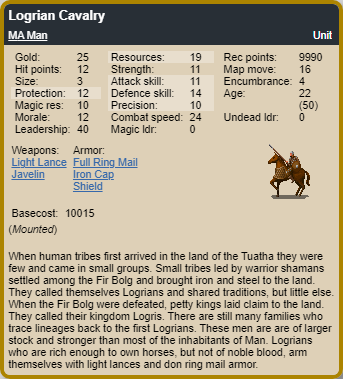 Logrian Cavalry
MA Man Unit
Gold: 25 Resources: 19 Rec points: 9990
Hit points: 12 Strength: 11 Map move: 16
Size: 3 Attack skill: 11 Encumbrance: 4
Protection: 12 Defence skill: 14 Age: 22
Magic res: 10 Precision: 10 (50)
Morale: 12 Combat speed: 24 Undead ldr: 0
Leadership: 40 Magic ldr: 0
Weapons: Armor:
Light Lance Full Ring Mail
Javelin Iron Cap
Shield
Basecost: 10015
(Mounted)
When human tribes first arrived in the land of the Tuatha they were
few and came in small groups. Small tribes led by warrior shamans
settled among the Fir Bolg and brought iron and steel to the land.
They called themselves Logrians and shared traditions, but little else.
When the Fir Bolg were defeated, petty kings laid claim to the land.
They called their kingdom Logris. There are still many families who
trace lineages back to the first Logrians. These men are are of larger
stock and stronger than most of the inhabitants of Man. Logrians
who are rich enough to own horses, but not of noble blood, arm
themselves with light lances and don ring mail armor.